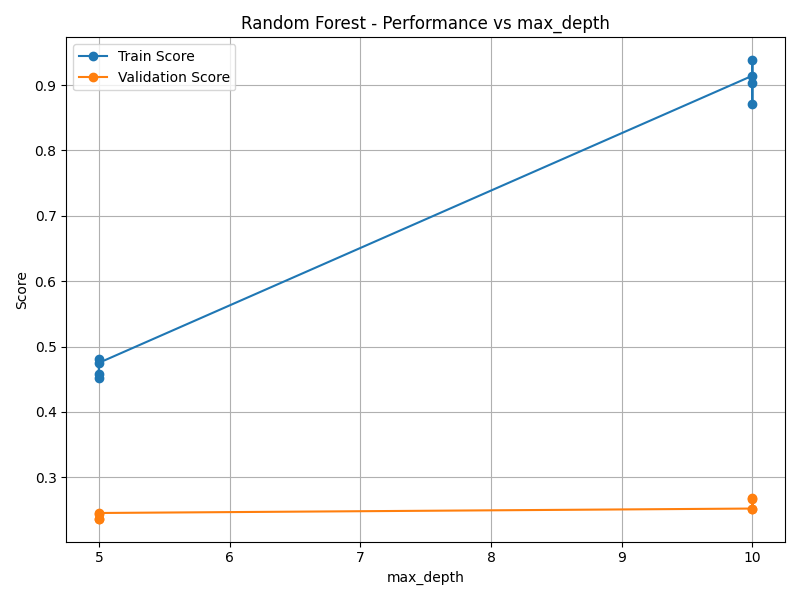 Random Forest - Performance vs max_depth
Train Score
Validation Score
0.9
0.8
0.7
0.6
0.5
0.4
0.3
Score
5 6 7 8 9 10
max_depth